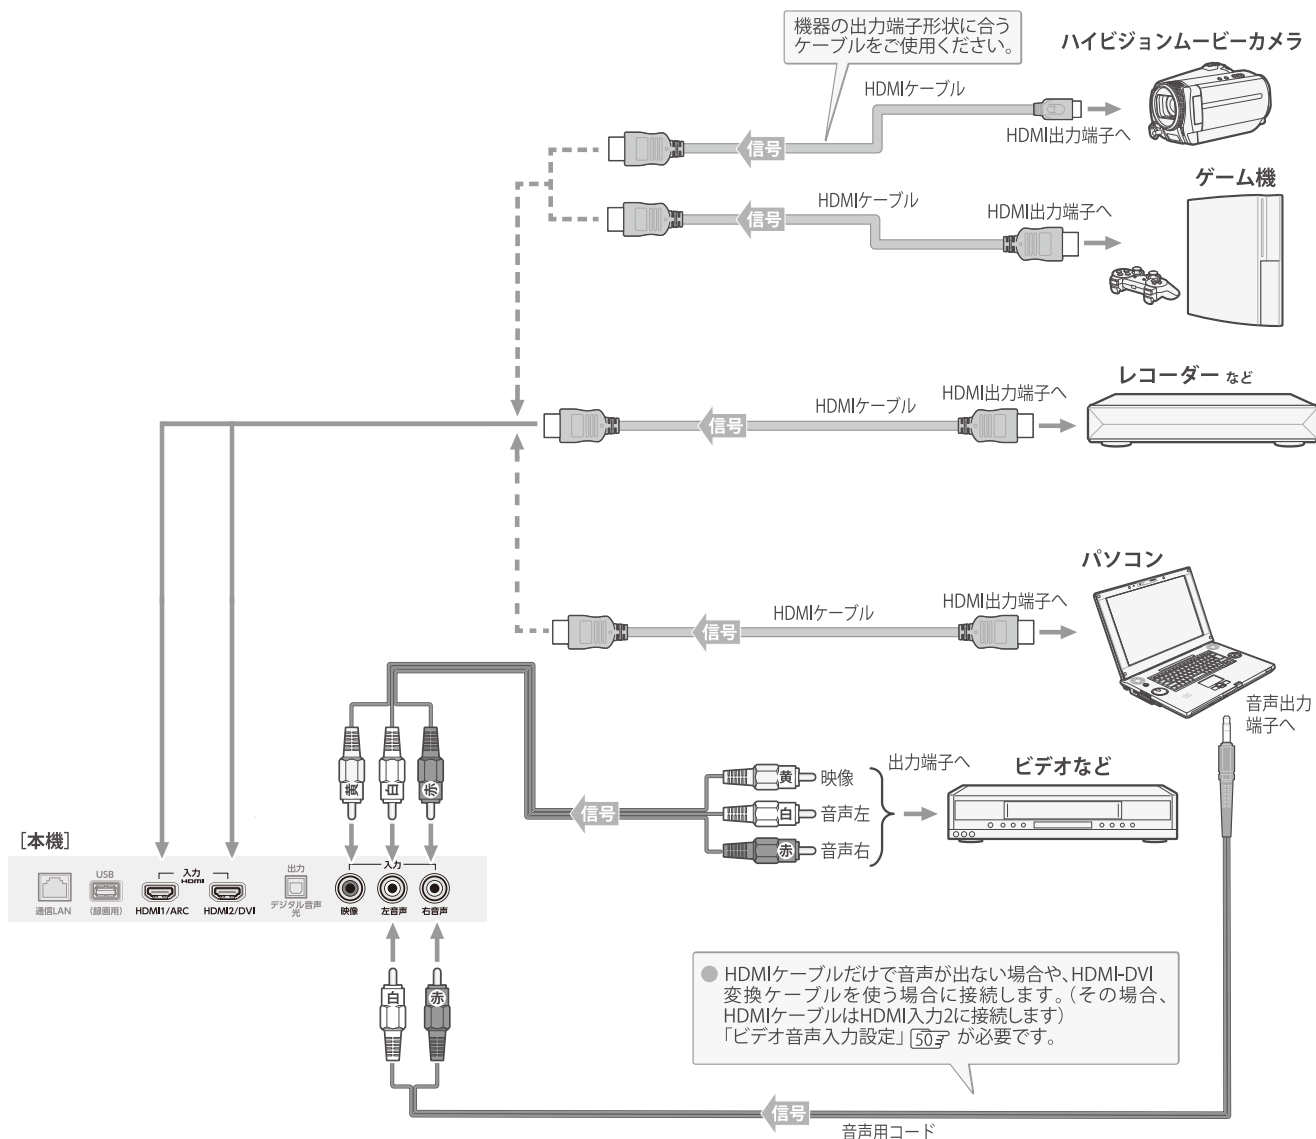 機器の出力端子形状に合う
ケーブルをご使用ください。
ハイビジョンムービーカメラ
HDMIケーブル
信号
HDMI出力端子へ
ゲーム機
HDMIケーブル
信号
HDMI出力端子へ
レコーダー など
HDMIケーブル
信号
HDMI出力端子へ
パソコン
HDMIケーブル
信号
HDMI出力端子へ
音声出力
端子へ
黄
白
赤
信号
黄
映像
白
音声左
赤
音声右
出力端子へ
ビデオなど
[本機]
通信LAN
USB
(録画用)
入力
HDMI
HDMI1/ARC
HDMI2/DVI
出力
デジタル音声
光
入力
映像
左音声
右音声
白
赤
● HDMIケーブルだけで音声が出ない場合や、HDMI-DVI
変換ケーブルを使う場合に接続します。(その場合、
HDMIケーブルはHDMI入力2に接続します)
「ビデオ音声入力設定」 50 が必要です。
信号
音声用コード